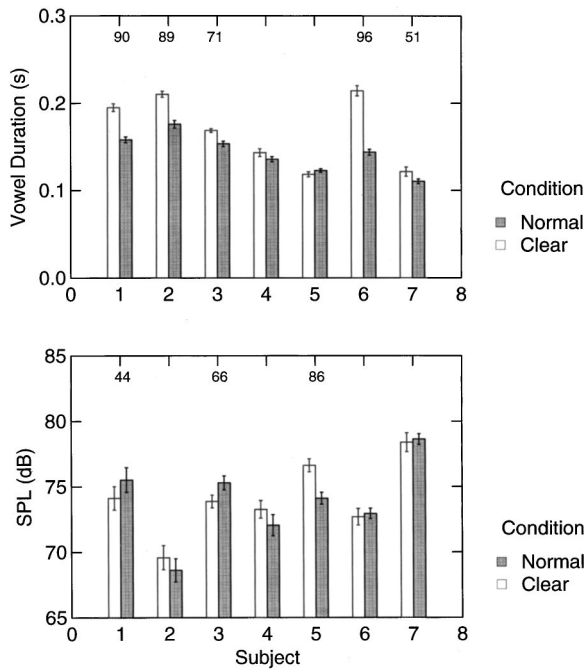 0.3
90 89 71 96 51
0.2
Vowel Duration (s)
0.1
0.0
0 1 2 3 4 5 6 7 8
Condition
Normal
Clear
85
44 66 86
80
75
SPL (dB)
70
65
0 1 2 3 4 5 6 7 8
Subject
Condition
Normal
Clear